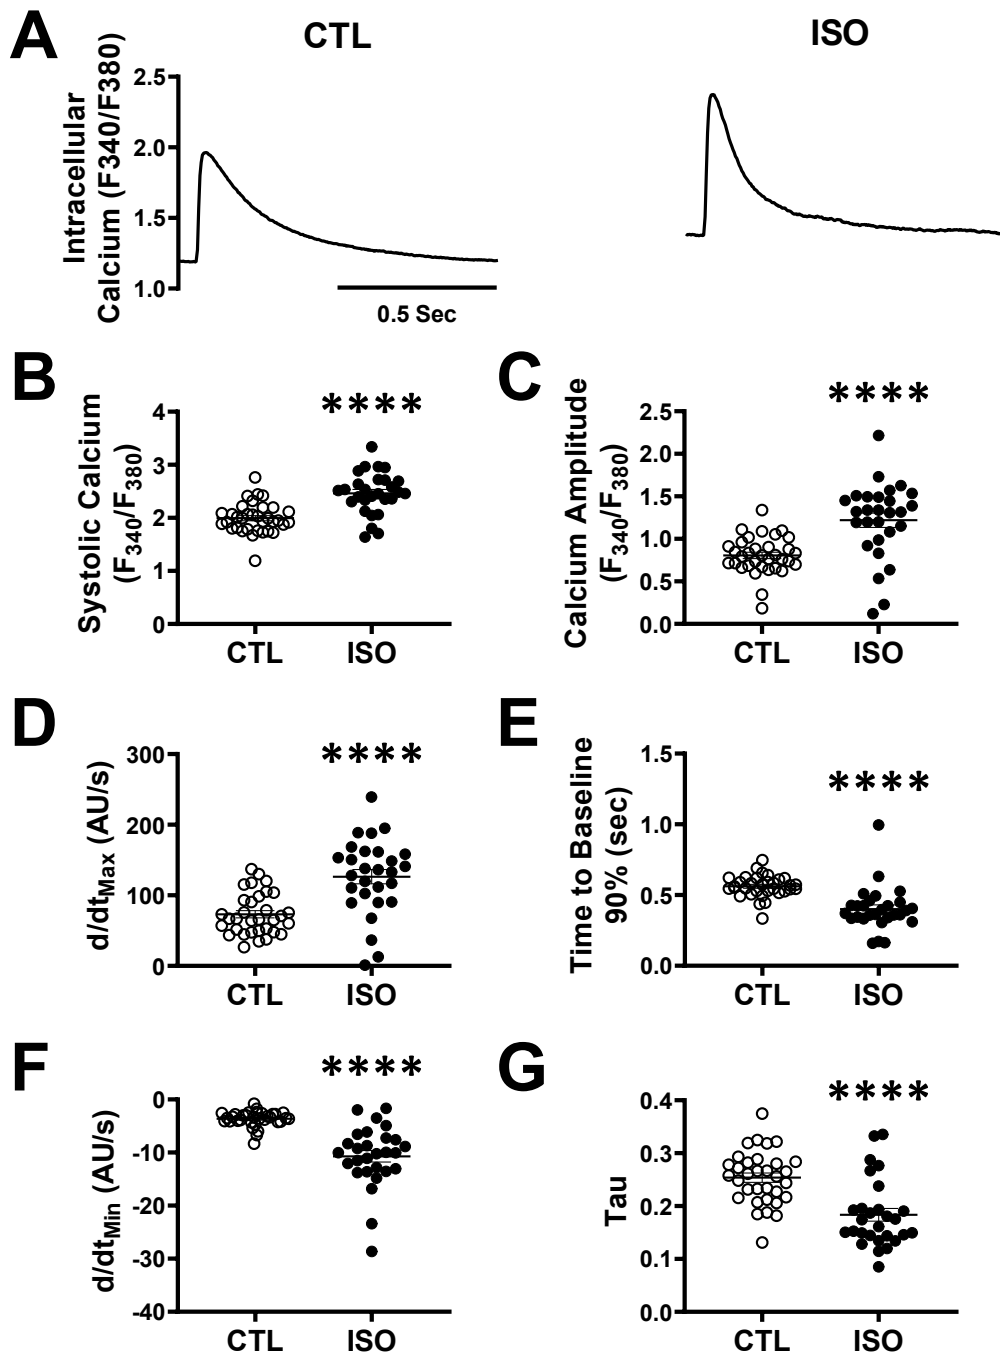 A
CTL
ISO
Intracellular
Calcium (F340/F380)
2.5
2.0
1.5
1.0
0.5 Sec
B
****
Systolic Calcium
(F340/F380)
4
3
2
1
0
CTL
ISO
C
****
Calcium Amplitude
(F340/F380)
2.5
2.0
1.5
1.0
0.5
0.0
CTL
ISO
D
****
d/dtMax (AU/s)
300
200
100
0
CTL
ISO
E
****
Time to Baseline
90% (sec)
1.5
1.0
0.5
0.0
CTL
ISO
F
****
d/dtMin (AU/s)
0
-10
-20
-30
-40
CTL
ISO
G
****
Tau
0.4
0.3
0.2
0.1
0.0
CTL
ISO